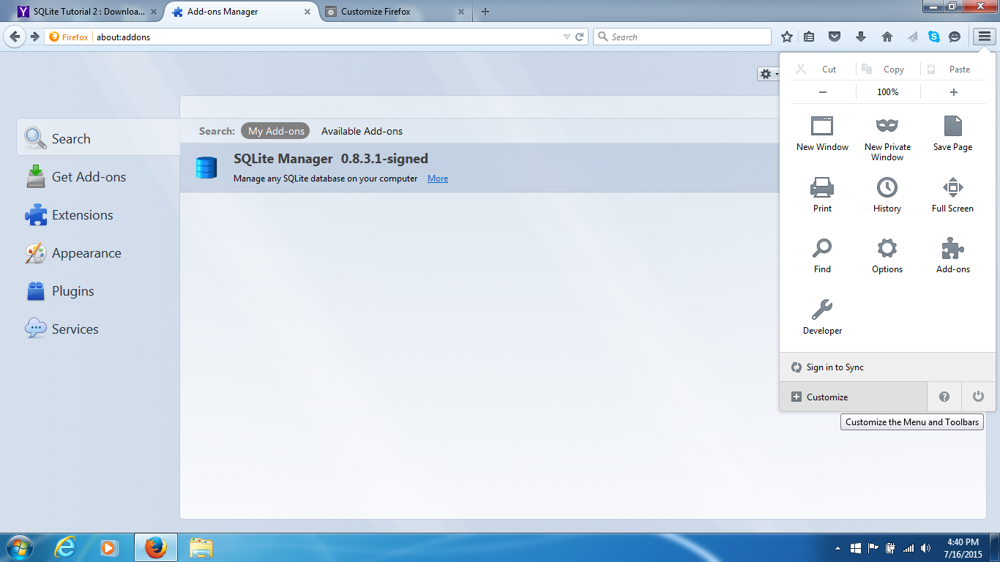 SQLite Tutorial 2 : Downloa...
Add-ons Manager
Customize Firefox
Firefox
about:addons
Search
Cut
Copy
Paste
100%
New Window
New Private
Window
Save Page
Print
History
Full Screen
Find
Options
Add-ons
Developer
Sign in to Sync
Customize
Customize the Menu and Toolbars
Search
Get Add-ons
Extensions
Appearance
Plugins
Services
Search: My Add-ons Available Add-ons
SQLite Manager 0.8.3.1-signed
Manage any SQLite database on your computer More
4:40 PM
7/16/2015